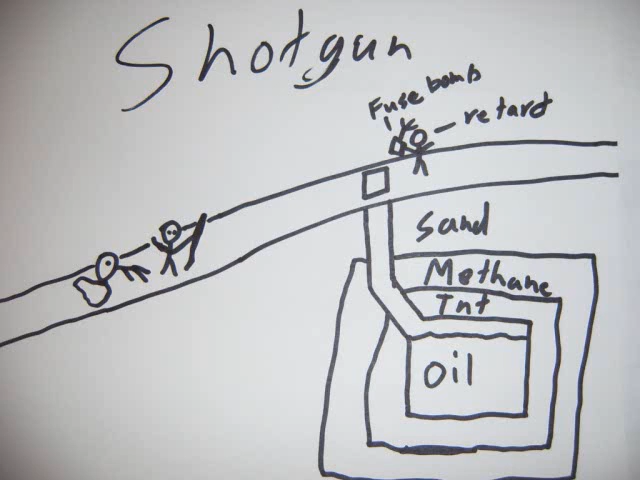 Shotgun
Fuse bomb
retard
Sand
Methane
Tnt
Oil